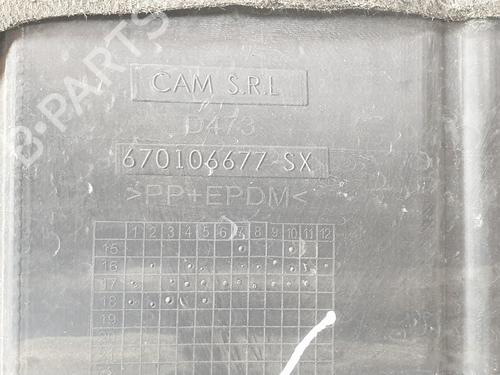 B-PARTS
CAM S.R.L
D473
670106677 SX
>PP+EPDM<
1 2 3 4 5 6 7 8 9 10 11 12
15
16
17
18
19